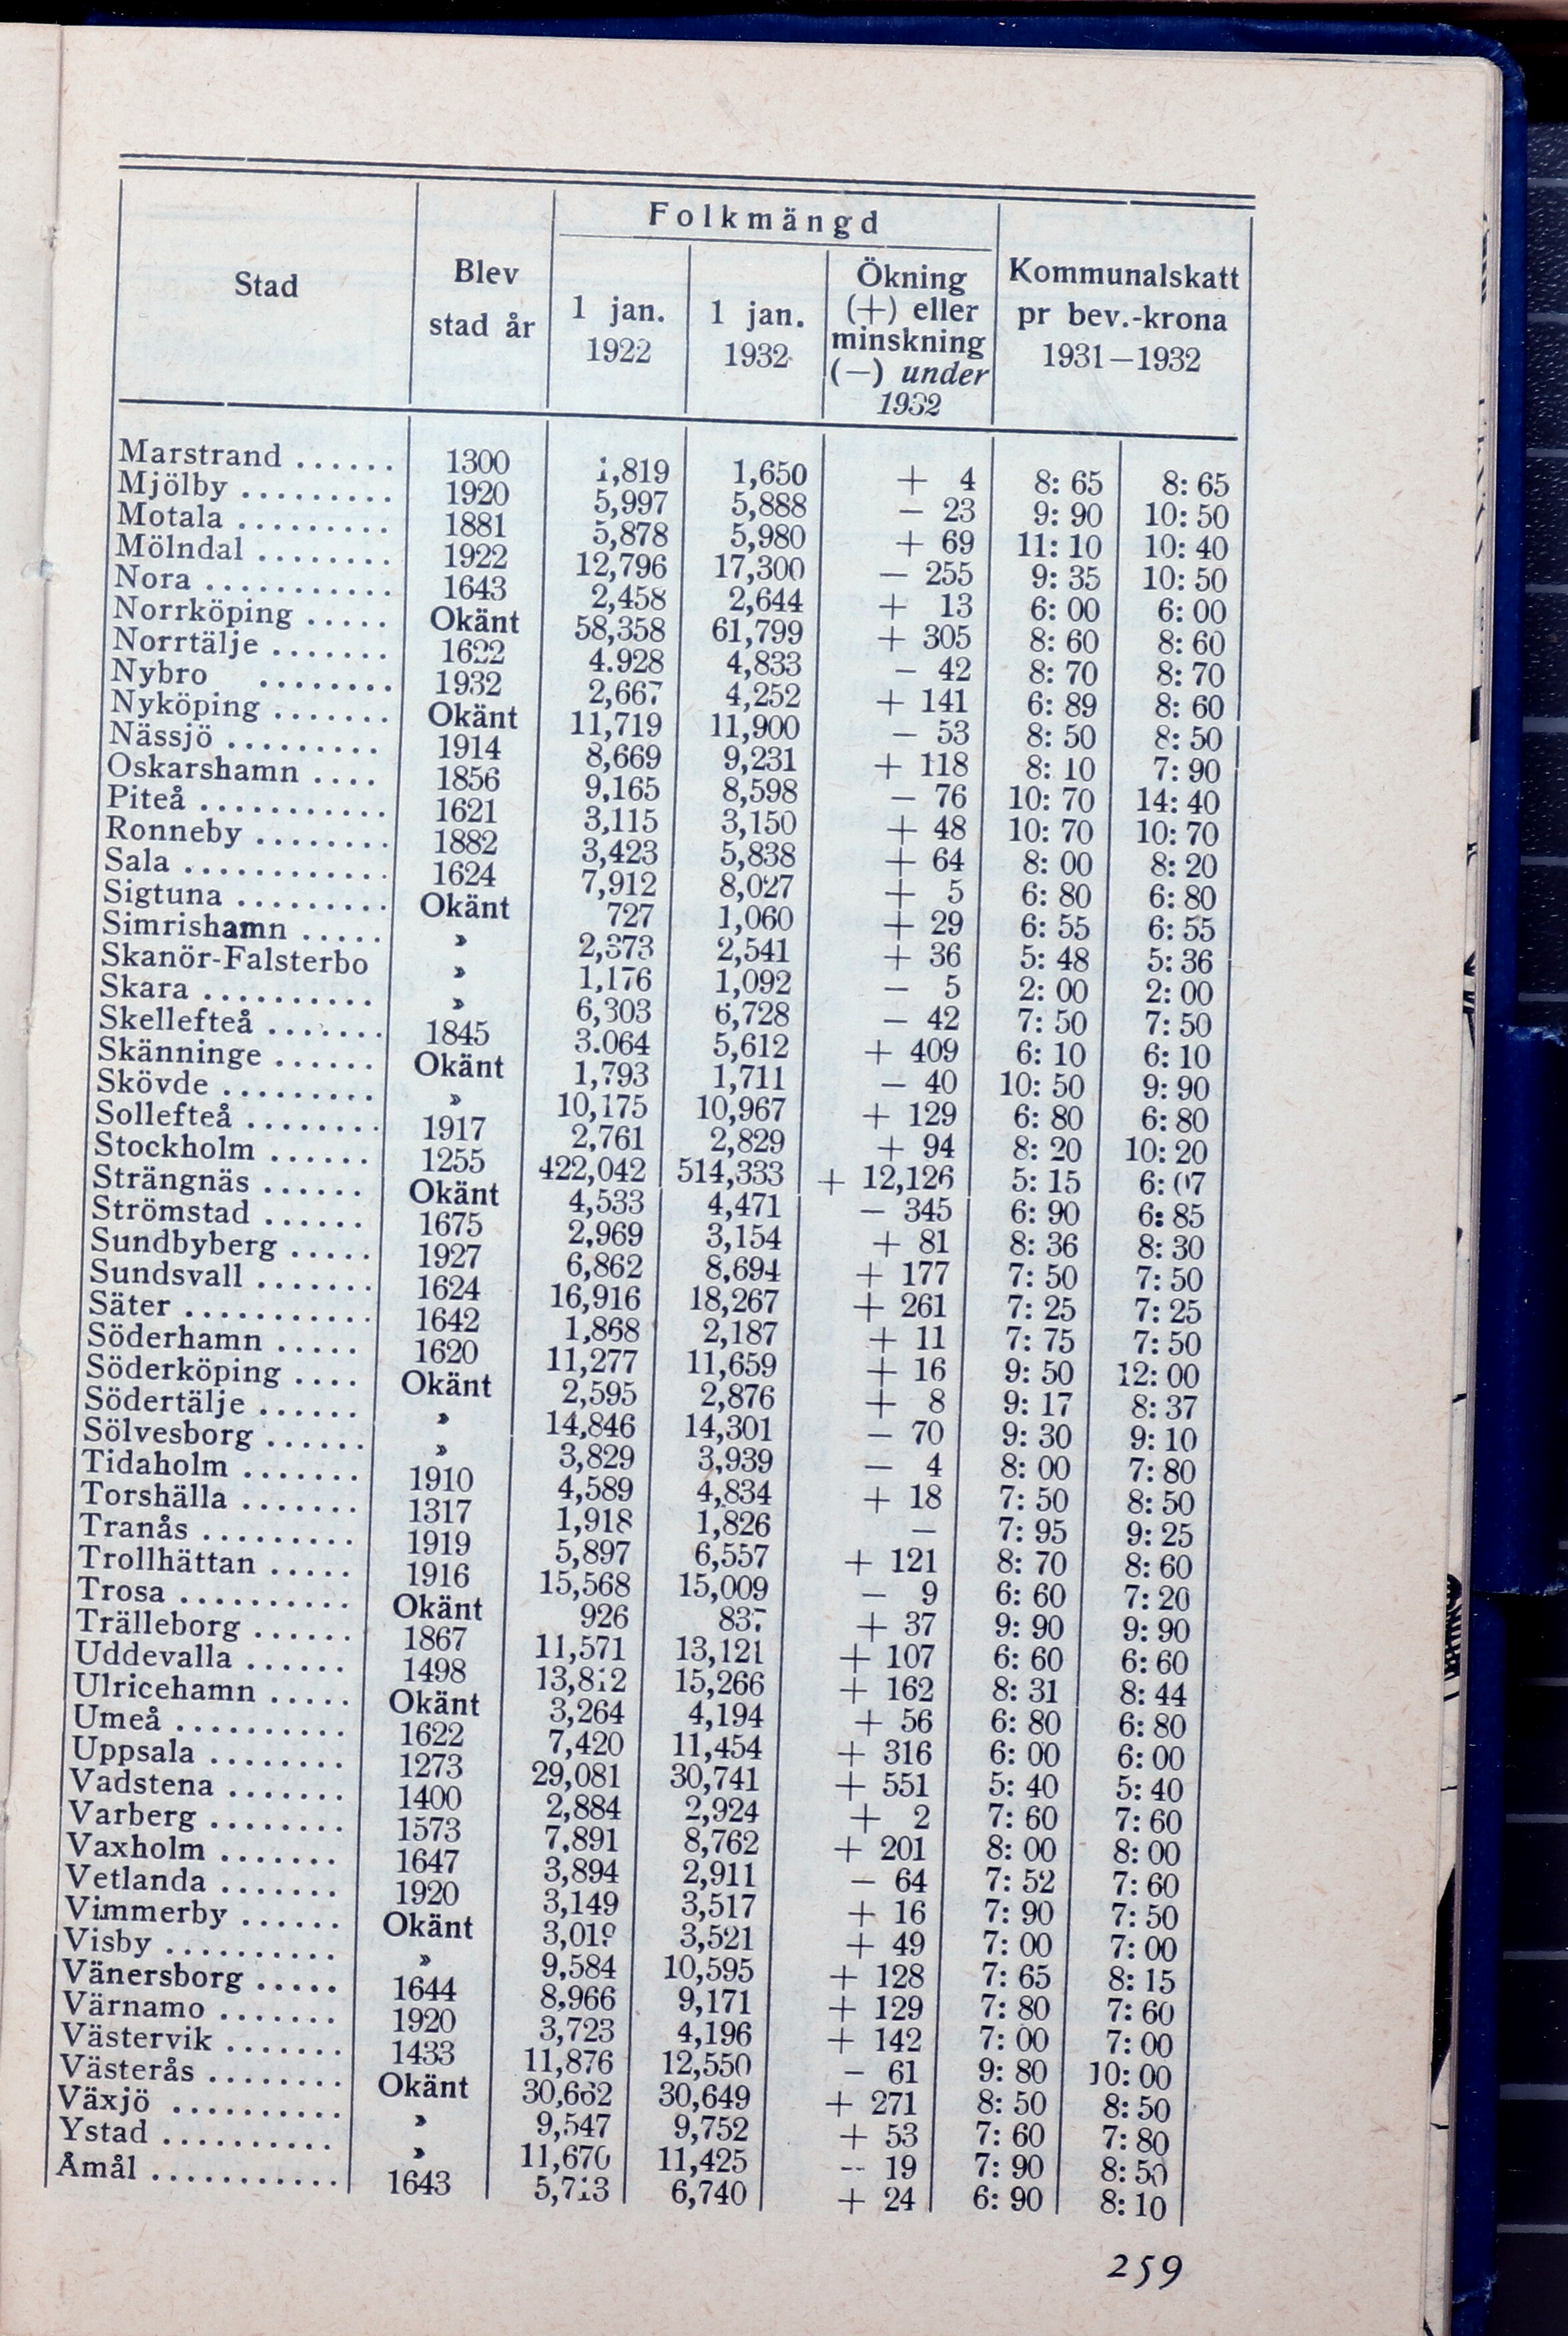 Folkmängd
Stad
Blev stad år
1 jan. 1922
1 jan. 1932
Ökning (+) eller minskning (—) under 1932
Kommunalskatt pr bev.-krona 1931—1932
Marstrand ...... 1300 1,819 1,650 + 4 8: 65 8: 65
Mjölby ......... 1920 5,997 5,888 — 23 9: 90 10: 50
Motala ......... 1881 5,878 5,980 + 69 11: 10 10: 40
Mölndal ........ 1922 12,796 17,300 — 255 9: 35 10: 50
Nora ............ 1643 2,458 2,644 + 13 6: 00 6: 00
Norrköping ..... Okänt 58,358 61,799 + 305 8: 60 8: 60
Norrtälje ....... 1622 4.928 4,833 — 42 8: 70 8: 70
Nybro ........ 1932 2,667 4,252 + 141 6: 89 8: 60
Nyköping ....... Okänt 11,719 11,900 — 53 8: 50 8: 50
Nässjö ......... 1914 8,669 9,231 + 118 8: 10 7: 90
Oskarshamn .... 1856 9,165 8,598 — 76 10: 70 14: 40
Piteå ............ 1621 3,115 3,150 + 48 10: 70 10: 70
Ronneby ........ 1882 3,423 5,838 + 64 8: 00 8: 20
Sala ............. 1624 7,912 8,027 + 5 6: 80 6: 80
Sigtuna ......... Okänt 727 1,060 + 29 6: 55 6: 55
Simrishamn ..... » 2,373 2,541 + 36 5: 48 5: 36
Skanör-Falsterbo » 1,176 1,092 — 5 2: 00 2: 00
Skara ........... » 6,303 6,728 — 42 7: 50 7: 50
Skellefteå ....... 1845 3.064 5,612 + 409 6: 10 6: 10
Skänninge ...... Okänt 1,793 1,711 — 40 10: 50 9: 90
Skövde .......... » 10,175 10,967 + 129 6: 80 6: 80
Sollefteå ........ 1917 2,761 2,829 + 94 8: 20 10: 20
Stockholm ...... 1255 422,042 514,333 + 12,126 5: 15 6: 07
Strängnäs ...... Okänt 4,533 4,471 — 345 6: 90 6: 85
Strömstad ...... 1675 2,969 3,154 + 81 8: 36 8: 30
Sundbyberg ..... 1927 6,862 8,694 + 177 7: 50 7: 50
Sundsvall ....... 1624 16,916 18,267 + 261 7: 25 7: 25
Säter ............ 1642 1,868 2,187 + 11 7: 75 7: 50
Söderhamn ..... 1620 11,277 11,659 + 16 9: 50 12: 00
Söderköping .... Okänt 2,595 2,876 + 8 9: 17 8: 37
Södertälje ...... » 14,846 14,301 — 70 9: 30 9: 10
Sölvesborg ...... » 3,829 3,939 — 4 8: 00 7: 80
Tidaholm ....... 1910 4,589 4,834 + 18 7: 50 8: 50
Torshälla ....... 1317 1,918 1,826 — 7: 95 9: 25
Tranås .......... 1919 5,897 6,557 + 121 8: 70 8: 60
Trollhättan ..... 1916 15,568 15,009 — 9 6: 60 7: 20
Trosa ........... Okänt 926 837 + 37 9: 90 9: 90
Trälleborg ...... 1867 11,571 13,121 + 107 6: 60 6: 60
Uddevalla ...... 1498 13,812 15,266 + 162 8: 31 8: 44
Ulricehamn ..... Okänt 3,264 4,194 + 56 6: 80 6: 80
Umeå ........... 1622 7,420 11,454 + 316 6: 00 6: 00
Uppsala ........ 1273 29,081 30,741 + 551 5: 40 5: 40
Vadstena ....... 1400 2,884 2,924 + 2 7: 60 7: 60
Varberg ........ 1573 7,891 8,762 + 201 8: 00 8: 00
Vaxholm ....... 1647 3,894 2,911 — 64 7: 52 7: 60
Vetlanda ....... 1920 3,149 3,517 + 16 7: 90 7: 50
Vimmerby ...... Okänt 3,521 + 49 7: 00 7: 00
Visby ........... » 9,584 10,595 + 128 7: 65 8: 15
Vänersborg ..... 1644 8,966 9,171 + 129 7: 80 7: 60
Värnamo ....... 1920 3,723 4,196 + 142 7: 00 7: 00
Västervik ....... 1433 11,876 12,550 — 61 9: 80 10: 00
Västerås ........ Okänt 30,662 30,649 + 271 8: 50 8: 50
Växjö .......... » 9,547 9,752 + 53 7: 60 7: 80
Ystad ........... » 11,670 11,425 — 19 7: 90 8: 50
Åmål ............ 1643 5,713 6,740 + 24 6: 90 8: 10
259